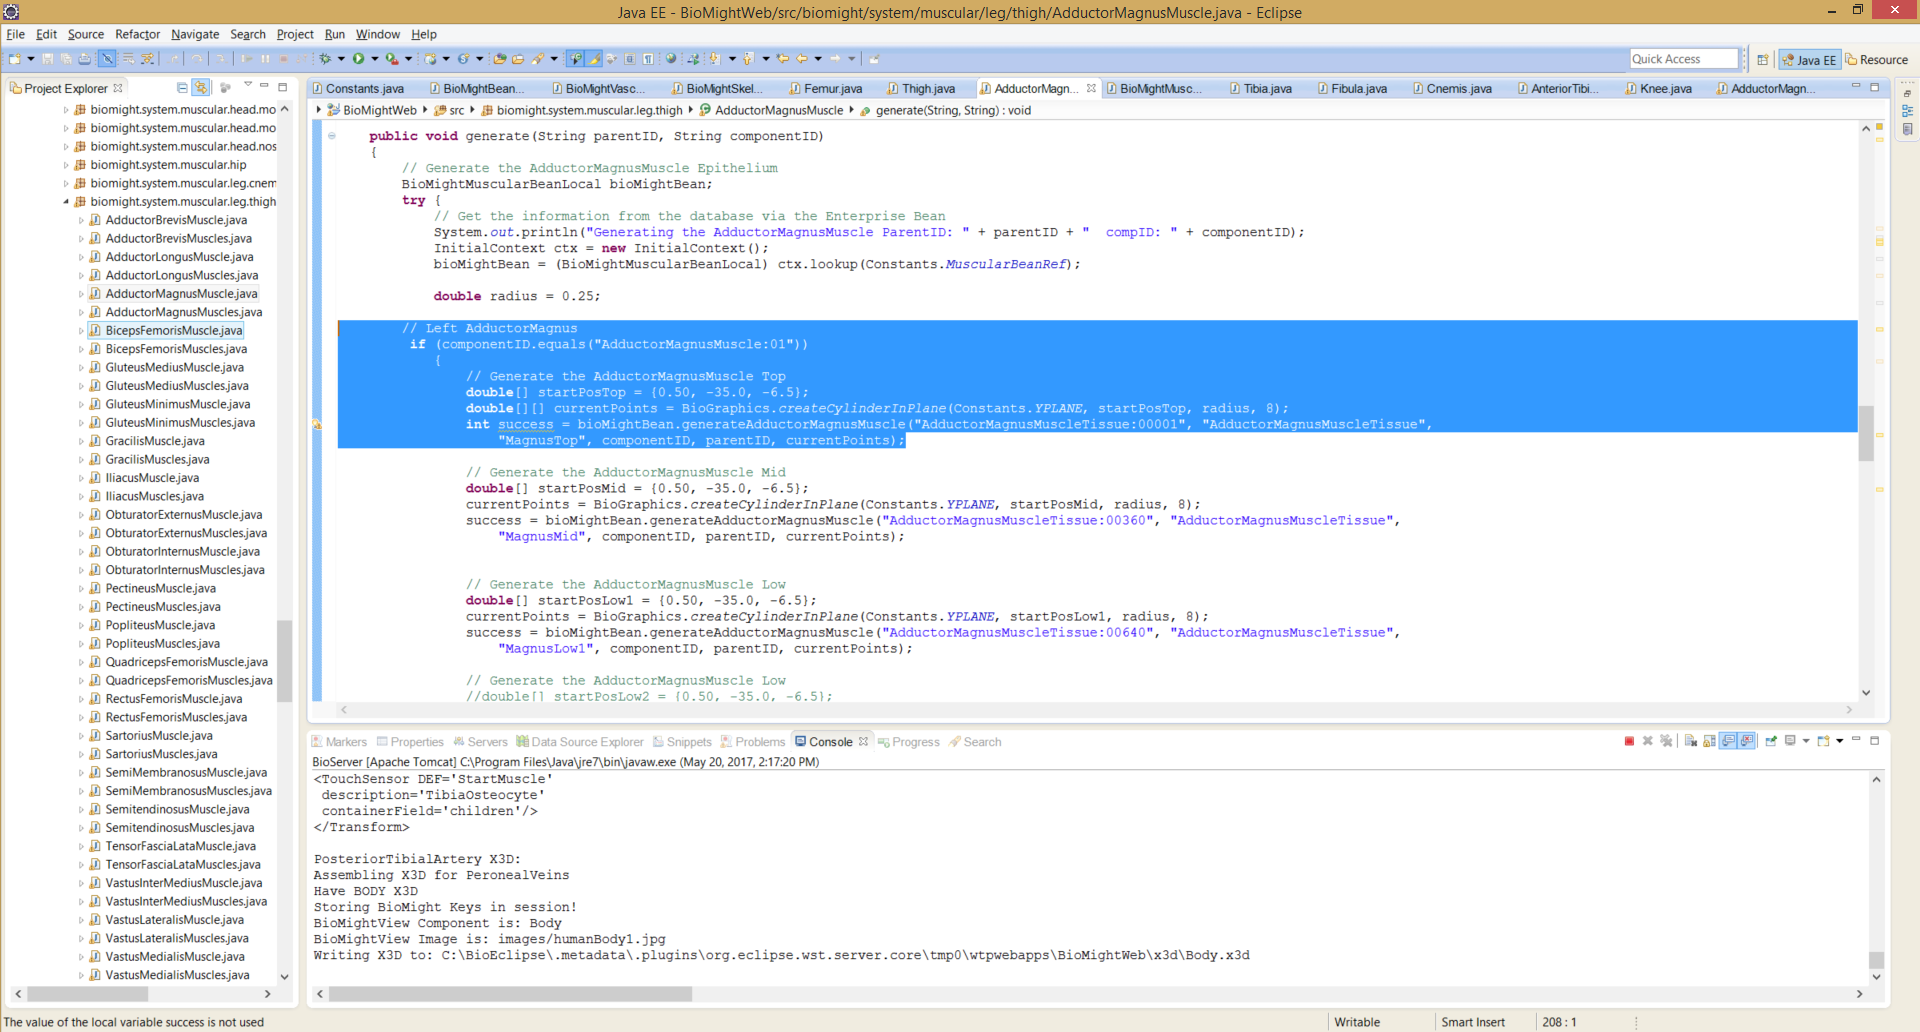 Java EE - BioMightWeb/src/biomight/system/muscular/leg/thigh/AdductorMagnusMuscle.java - Eclipse
File Edit Source Refactor Navigate Search Project Run Window Help
Quick Access
Java EE
Resource
Project Explorer
biomight.system.muscular.head.mo
biomight.system.muscular.head.mo
biomight.system.muscular.head.nos
biomight.system.muscular.hip
biomight.system.muscular.leg.cnem
biomight.system.muscular.leg.thigh
AdductorBrevisMuscle.java
AdductorBrevisMuscles.java
AdductorLongusMuscle.java
AdductorLongusMuscles.java
AdductorMagnusMuscle.java
AdductorMagnusMuscles.java
BicepsFemorisMuscle.java
BicepsFemorisMuscles.java
GluteusMediusMuscle.java
GluteusMediusMuscles.java
GluteusMinimusMuscle.java
GluteusMinimusMuscles.java
GracilisMuscle.java
GracilisMuscles.java
IliacusMuscle.java
IliacusMuscles.java
ObturatorExternusMuscle.java
ObturatorExternusMuscles.java
ObturatorInternusMuscle.java
ObturatorInternusMuscles.java
PectineusMuscle.java
PectineusMuscles.java
PopliteusMuscle.java
PopliteusMuscles.java
QuadricepsFemorisMuscle.java
QuadricepsFemorisMuscles.java
RectusFemorisMuscle.java
RectusFemorisMuscles.java
SartoriusMuscle.java
SartoriusMuscles.java
SemiMembranosusMuscle.java
SemiMembranosusMuscles.java
SemitendinosusMuscle.java
SemitendinosusMuscles.java
TensorFasciaLataMuscle.java
TensorFasciaLataMuscles.java
VastusInterMediusMuscle.java
VastusInterMediusMuscles.java
VastusLateralisMuscle.java
VastusLateralisMuscles.java
VastusMedialisMuscle.java
VastusMedialisMuscles.java
Constants.java BioMightBean... BioMightVasc... BioMightSkel... Femur.java Thigh.java AdductorMagn... BioMightMusc... Tibia.java Fibula.java Cnemis.java AnteriorTibi... Knee.java AdductorMagn...
BioMightWeb src biomight.system.muscular.leg.thigh AdductorMagnusMuscle generate(String, String) : void
public void generate(String parentID, String componentID)
{
// Generate the AdductorMagnusMuscle Epithelium
BioMightMuscularBeanLocal bioMightBean;
try {
// Get the information from the database via the Enterprise Bean
System.out.println("Generating the AdductorMagnusMuscle ParentID: " + parentID + "  compID: " + componentID);
InitialContext ctx = new InitialContext();
bioMightBean = (BioMightMuscularBeanLocal) ctx.lookup(Constants.MuscularBeanRef);
double radius = 0.25;
// Left AdductorMagnus
if (componentID.equals("AdductorMagnusMuscle:01"))
{
// Generate the AdductorMagnusMuscle Top
double[] startPosTop = {0.50, -35.0, -6.5};
double[][] currentPoints = BioGraphics.createCylinderInPlane(Constants.YPLANE, startPosTop, radius, 8);
int success = bioMightBean.generateAdductorMagnusMuscle("AdductorMagnusMuscleTissue:00001", "AdductorMagnusMuscleTissue",
"MagnusTop", componentID, parentID, currentPoints);
// Generate the AdductorMagnusMuscle Mid
double[] startPosMid = {0.50, -35.0, -6.5};
currentPoints = BioGraphics.createCylinderInPlane(Constants.YPLANE, startPosMid, radius, 8);
success = bioMightBean.generateAdductorMagnusMuscle("AdductorMagnusMuscleTissue:00360", "AdductorMagnusMuscleTissue",
"MagnusMid", componentID, parentID, currentPoints);
// Generate the AdductorMagnusMuscle Low
double[] startPosLow1 = {0.50, -35.0, -6.5};
currentPoints = BioGraphics.createCylinderInPlane(Constants.YPLANE, startPosLow1, radius, 8);
success = bioMightBean.generateAdductorMagnusMuscle("AdductorMagnusMuscleTissue:00640", "AdductorMagnusMuscleTissue",
"MagnusLow1", componentID, parentID, currentPoints);
// Generate the AdductorMagnusMuscle Low
//double[] startPosLow2 = {0.50, -35.0, -6.5};
Markers Properties Servers Data Source Explorer Snippets Problems Console Progress Search
BioServer [Apache Tomcat] C:\Program Files\Java\jre7\bin\javaw.exe (May 20, 2017, 2:17:20 PM)
<TouchSensor DEF='StartMuscle'
description='TibiaOsteocyte'
containerField='children'/>
</Transform>
PosteriorTibialArtery X3D:
Assembling X3D for PeronealVeins
Have BODY X3D
Storing BioMight Keys in session!
BioMightView Component is: Body
BioMightView Image is: images/humanBody1.jpg
Writing X3D to: C:\BioEclipse\.metadata\.plugins\org.eclipse.wst.server.core\tmp0\wtpwebapps\BioMightWeb\x3d\Body.x3d
The value of the local variable success is not used
Writable
Smart Insert
208 : 1